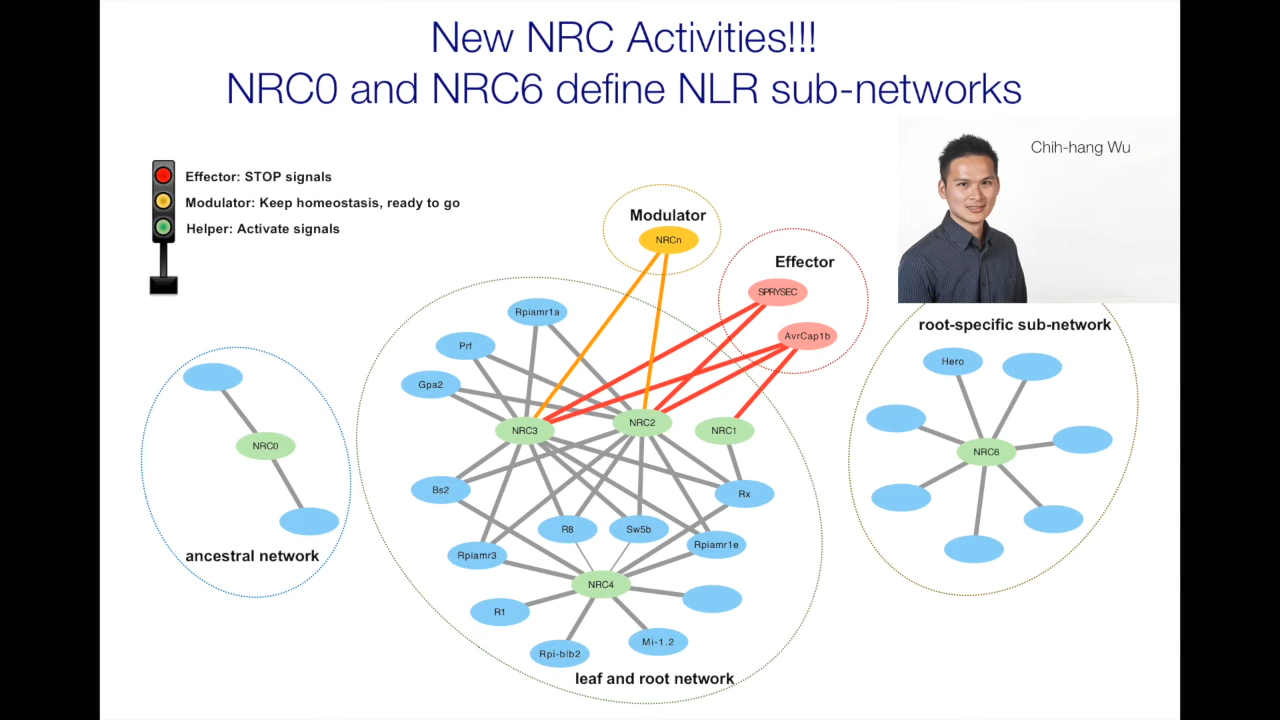 New NRC Activities!!!
NRC0 and NRC6 define NLR sub-networks
Chih-hang Wu
Effector: STOP signals
Modulator: Keep homeostasis, ready to go
Helper: Activate signals
Modulator
NRCn
Effector
SPRYSEC
AvrCap1b
root-specific sub-network
Rpiamr1a
Prf
Gpa2
Hero
NRC3
NRC2
NRC1
NRC0
NRC6
Bs2
Rx
R8
Sw5b
Rpiamr3
Rpiamr1e
ancestral network
NRC4
R1
Mi-1.2
Rpi-blb2
leaf and root network